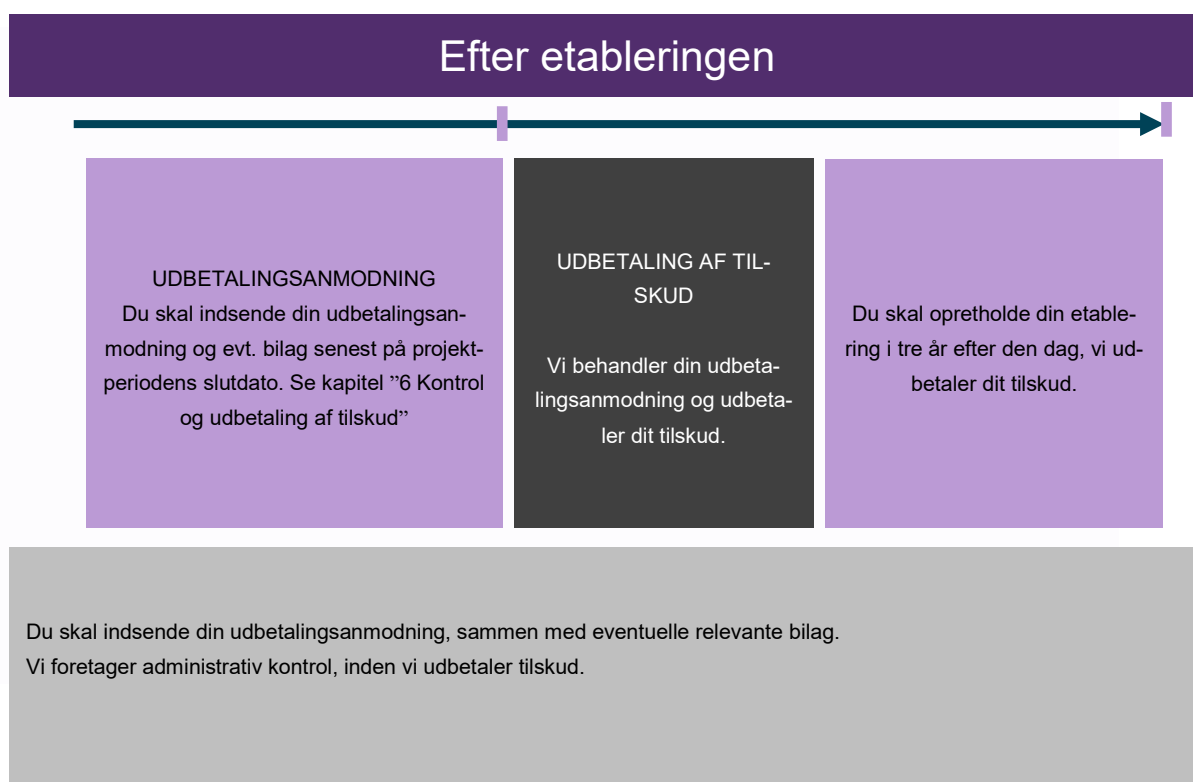 Efter etableringen
UDBETALINGSANMODNING
Du skal indsende din udbetalingsan-
modning og evt. bilag senest på projekt-
periodens slutdato. Se kapitel ”6 Kontrol
og udbetaling af tilskud”
UDBETALING AF TIL-
SKUD
Vi behandler din udbeta-
lingsanmodning og udbeta-
ler dit tilskud.
Du skal opretholde din etable-
ring i tre år efter den dag, vi ud-
betaler dit tilskud.
Du skal indsende din udbetalingsanmodning, sammen med eventuelle relevante bilag.
Vi foretager administrativ kontrol, inden vi udbetaler tilskud.